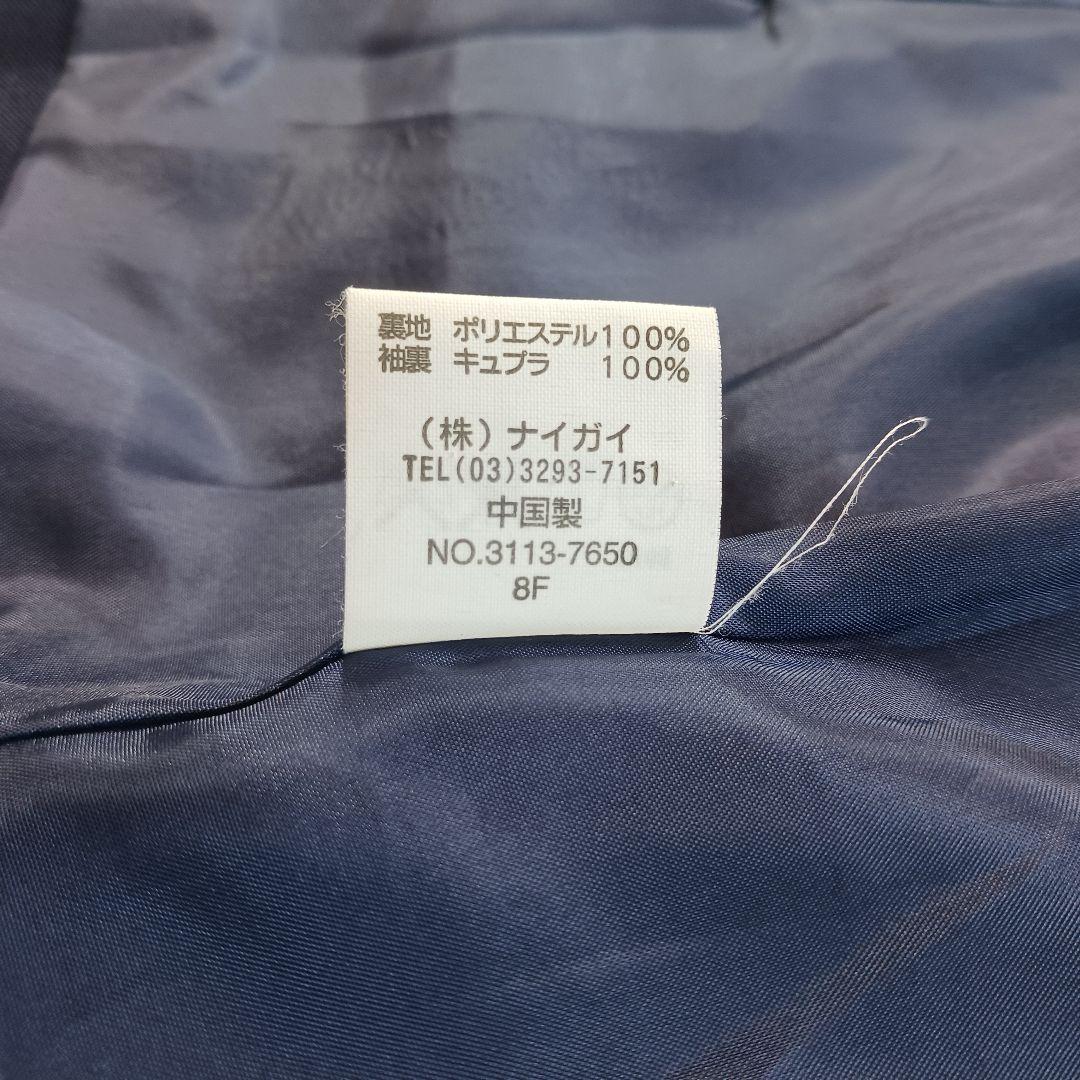 裏地 ポリエステル100%
袖裏 キュプラ 100%
(株)ナイガイ
TEL(03)3293-7151
中国製
NO.3113-7650
8F